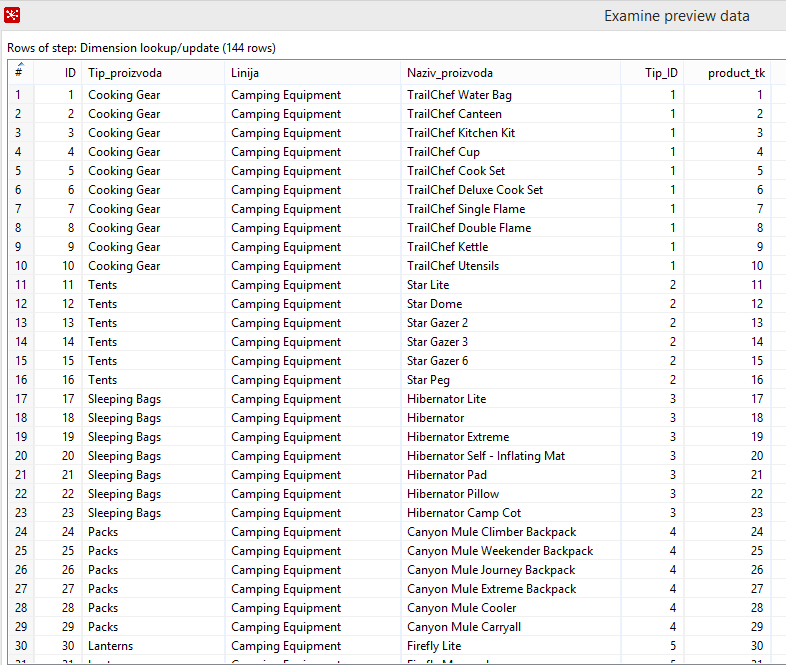 Examine preview data
Rows of step: Dimension lookup/update (144 rows)
# ID Tip_proizvoda Linija Naziv_proizvoda Tip_ID product_tk
1 1 Cooking Gear Camping Equipment TrailChef Water Bag 1 1
2 2 Cooking Gear Camping Equipment TrailChef Canteen 1 2
3 3 Cooking Gear Camping Equipment TrailChef Kitchen Kit 1 3
4 4 Cooking Gear Camping Equipment TrailChef Cup 1 4
5 5 Cooking Gear Camping Equipment TrailChef Cook Set 1 5
6 6 Cooking Gear Camping Equipment TrailChef Deluxe Cook Set 1 6
7 7 Cooking Gear Camping Equipment TrailChef Single Flame 1 7
8 8 Cooking Gear Camping Equipment TrailChef Double Flame 1 8
9 9 Cooking Gear Camping Equipment TrailChef Kettle 1 9
10 10 Cooking Gear Camping Equipment TrailChef Utensils 1 10
11 11 Tents Camping Equipment Star Lite 2 11
12 12 Tents Camping Equipment Star Dome 2 12
13 13 Tents Camping Equipment Star Gazer 2 2 13
14 14 Tents Camping Equipment Star Gazer 3 2 14
15 15 Tents Camping Equipment Star Gazer 6 2 15
16 16 Tents Camping Equipment Star Peg 2 16
17 17 Sleeping Bags Camping Equipment Hibernator Lite 3 17
18 18 Sleeping Bags Camping Equipment Hibernator 3 18
19 19 Sleeping Bags Camping Equipment Hibernator Extreme 3 19
20 20 Sleeping Bags Camping Equipment Hibernator Self - Inflating Mat 3 20
21 21 Sleeping Bags Camping Equipment Hibernator Pad 3 21
22 22 Sleeping Bags Camping Equipment Hibernator Pillow 3 22
23 23 Sleeping Bags Camping Equipment Hibernator Camp Cot 3 23
24 24 Packs Camping Equipment Canyon Mule Climber Backpack 4 24
25 25 Packs Camping Equipment Canyon Mule Weekender Backpack 4 25
26 26 Packs Camping Equipment Canyon Mule Journey Backpack 4 26
27 27 Packs Camping Equipment Canyon Mule Extreme Backpack 4 27
28 28 Packs Camping Equipment Canyon Mule Cooler 4 28
29 29 Packs Camping Equipment Canyon Mule Carryall 4 29
30 30 Lanterns Camping Equipment Firefly Lite 5 30